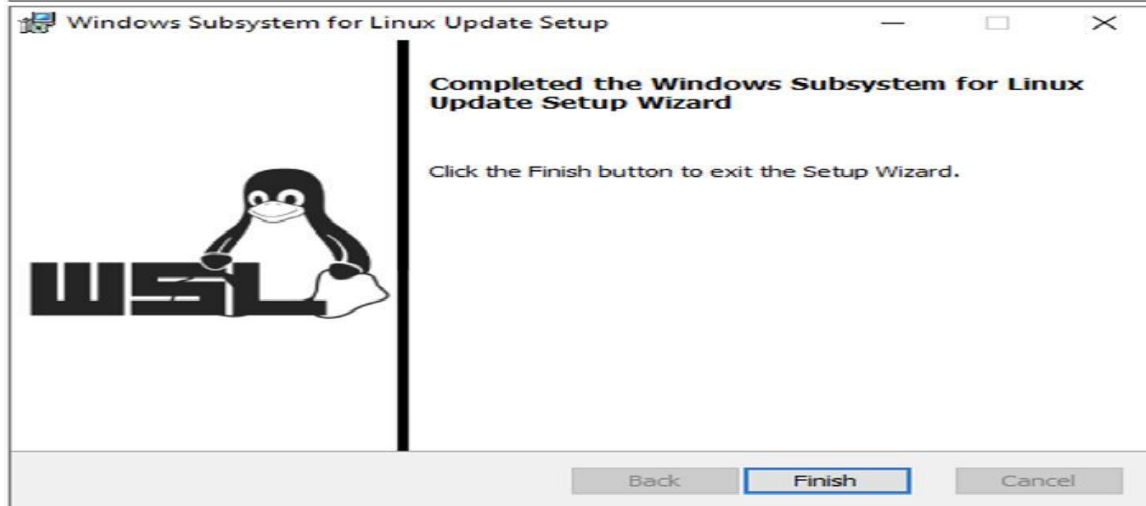 Windows Subsystem for Linux Update Setup
Completed the Windows Subsystem for Linux
Update Setup Wizard
Click the Finish button to exit the Setup Wizard.
WSL
Back Finish Cancel